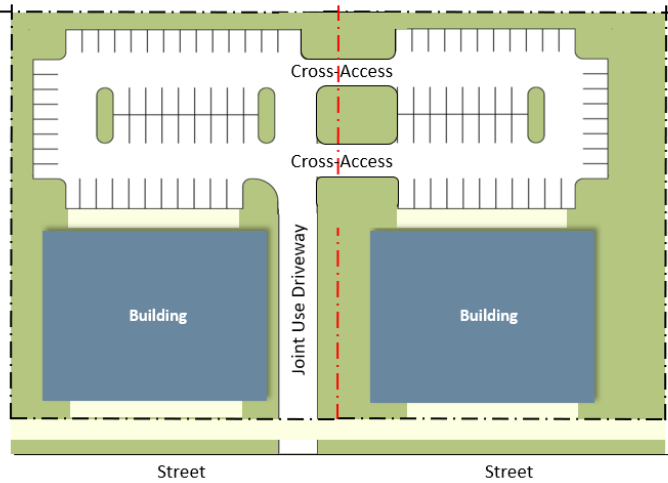 Cross-Access
Cross-Access
Joint Use Driveway
Building
Building
Street
Street